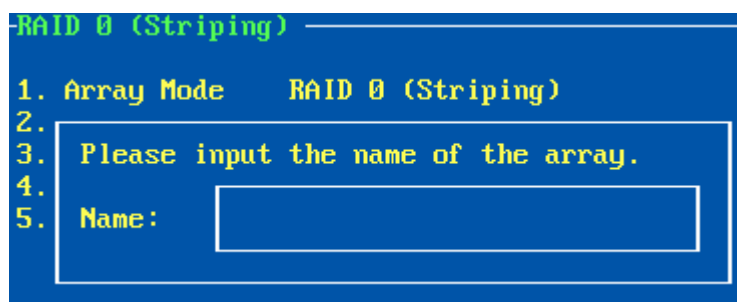 RAID 0 (Striping)
1. Array Mode RAID 0 (Striping)
2.
3. Please input the name of the array.
4.
5. Name: